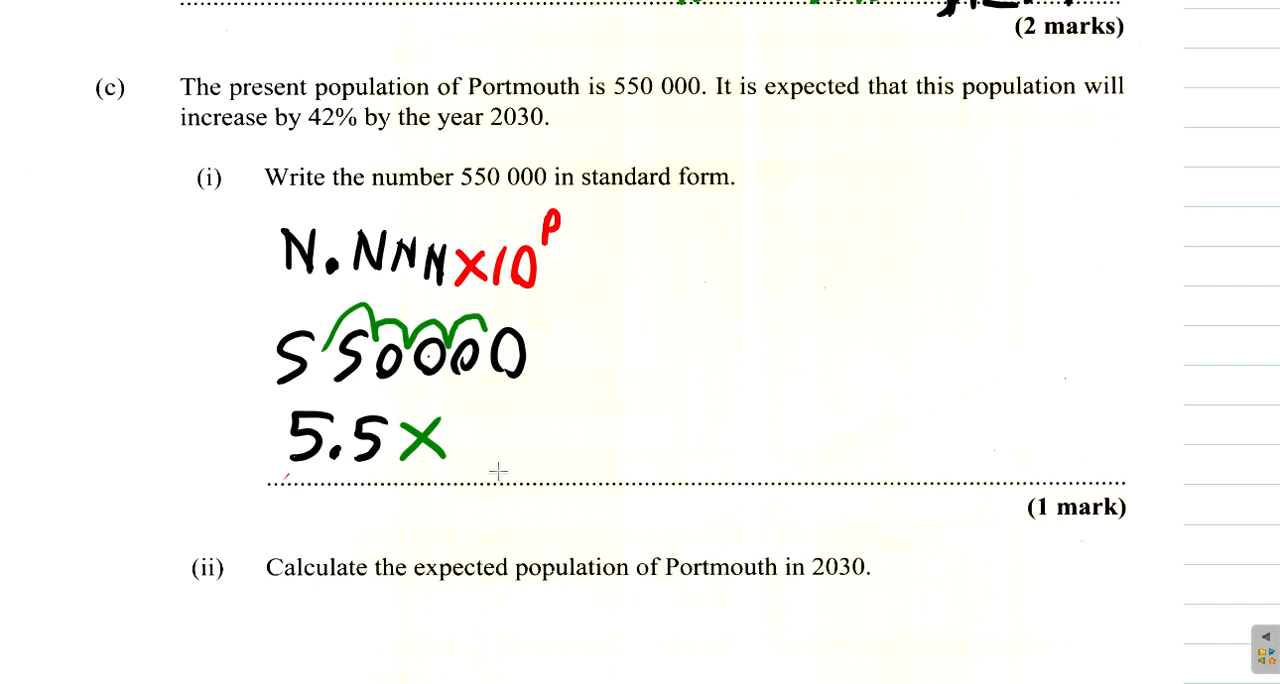 (2 marks)
(c) The present population of Portmouth is 550 000. It is expected that this population will
increase by 42% by the year 2030.
(i) Write the number 550 000 in standard form.
N.NNN×10^P
550000
5.5×
(1 mark)
(ii) Calculate the expected population of Portmouth in 2030.